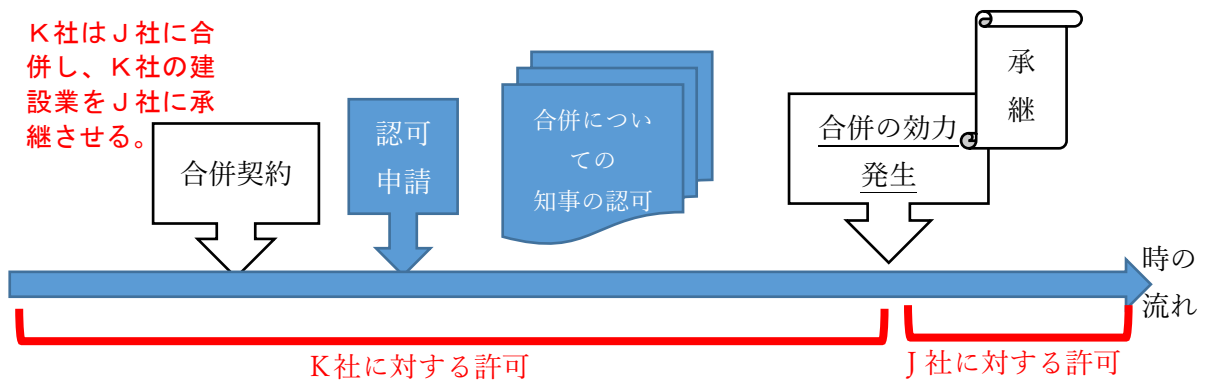 K社はJ社に合
併し、K社の建
設業をJ社に承
継させる。
合併契約
認可
申請
合併につい
ての
知事の認可
合併の効力
発生
承
継
時の
流れ
K社に対する許可
J 社に対する許可